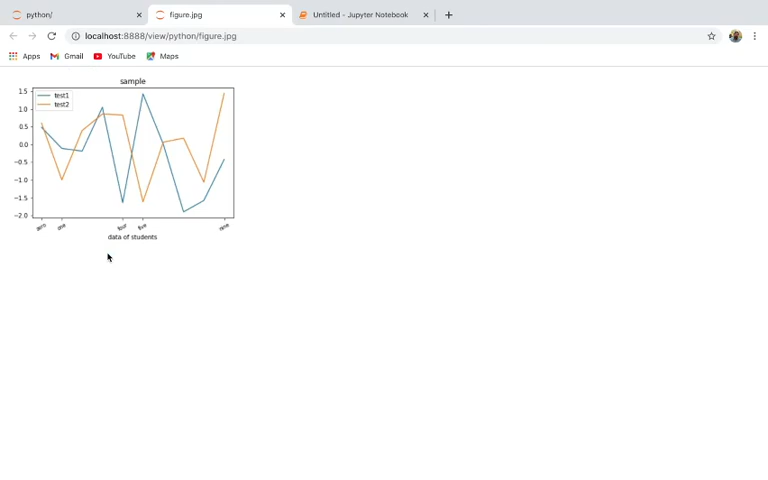 python/
figure.jpg
Untitled - Jupyter Notebook
localhost:8888/view/python/figure.jpg
Apps
Gmail
YouTube
Maps
sample
test1
test2
1.5
1.0
0.5
0.0
−0.5
−1.0
−1.5
−2.0
zero
one
four
five
nine
data of students